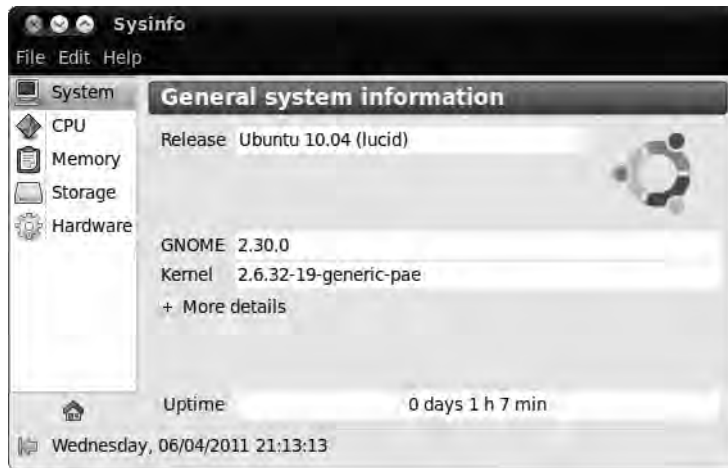 Sysinfo
File Edit Help
System
CPU
Memory
Storage
Hardware
General system information
Release Ubuntu 10.04 (lucid)
GNOME 2.30.0
Kernel 2.6.32-19-generic-pae
+ More details
Uptime 0 days 1 h 7 min
Wednesday, 06/04/2011 21:13:13